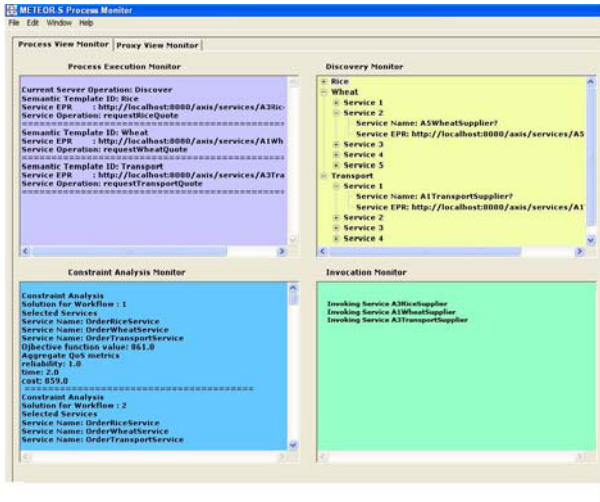 METEOR-S Process Monitor
File Edit Window Help
Process View Monitor Proxy View Monitor
Process Execution Monitor
Current Server Operation: Discover
Semantic Template ID: Rice
Service EPR : http://localhost:8080/axis/services/A3Ric
Service Operation: requestRiceQuote
==============================================
Semantic Template ID: Wheat
Service EPR : http://localhost:8080/axis/services/A1Wh
Service Operation: requestWheatQuote
==============================================
Semantic Template ID: Transport
Service EPR : http://localhost:8080/axis/services/A3Tra
Service Operation: requestTransportQuote
==============================================
Discovery Monitor
Rice
Wheat
Service 1
Service 2
Service Name: A5WheatSupplier?
Service EPR: http://localhost:8080/axis/services/A5
Service 3
Service 4
Service 5
Transport
Service 1
Service Name: A1TransportSupplier?
Service EPR: http://localhost:8080/axis/services/A1
Service 2
Service 3
Service 4
Constraint Analysis Monitor
Constraint Analysis
Solution for Workflow : 1
Selected Services
Service Name: OrderRiceService
Service Name: OrderWheatService
Service Name: OrderTransportService
Ojbective function value: 861.0
Aggregate QoS metrics
reliability: 1.0
time: 2.0
cost: 859.0
========================================
Constraint Analysis
Solution for Workflow : 2
Selected Services
Service Name: OrderRiceService
Service Name: OrderWheatService
Service Name: OrderTransportService
Invocation Monitor
Invoking Service A3RiceSupplier
Invoking Service A1WheatSupplier
Invoking Service A3TransportSupplier